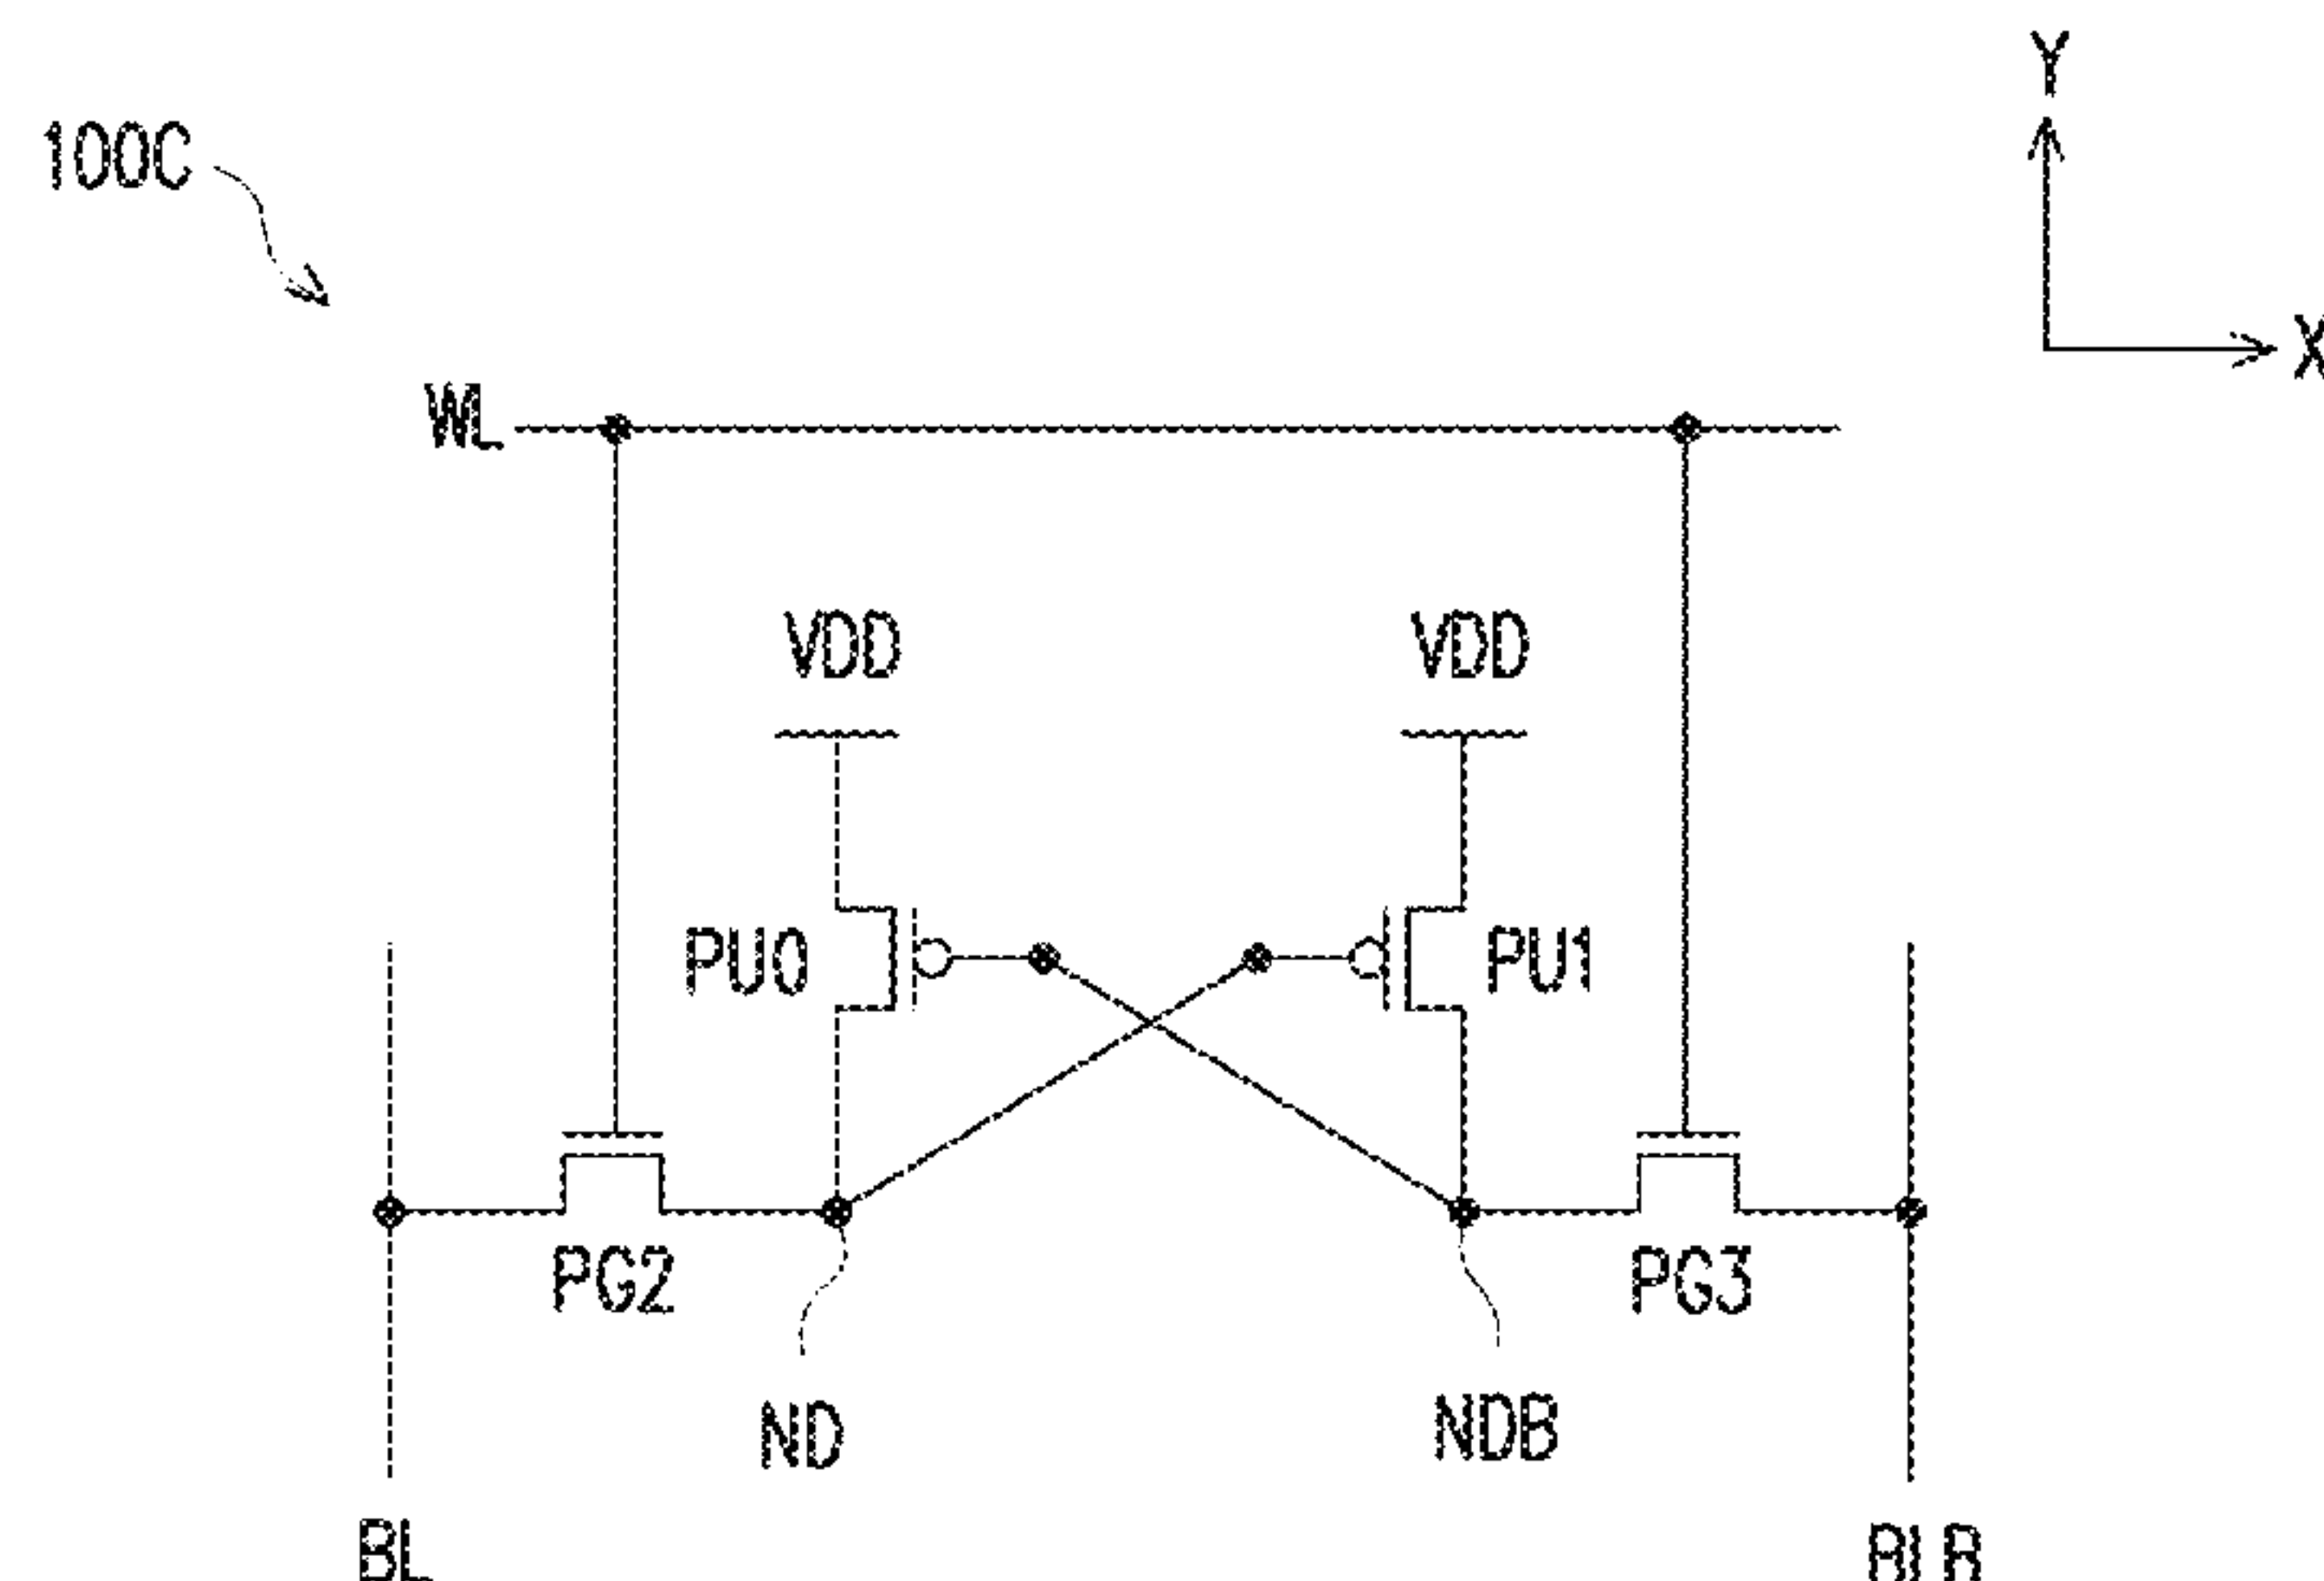 Y
100C
X
WL
VDD VDD
PU0 PU1
PG2 PG3
ND NDB
BL BLB